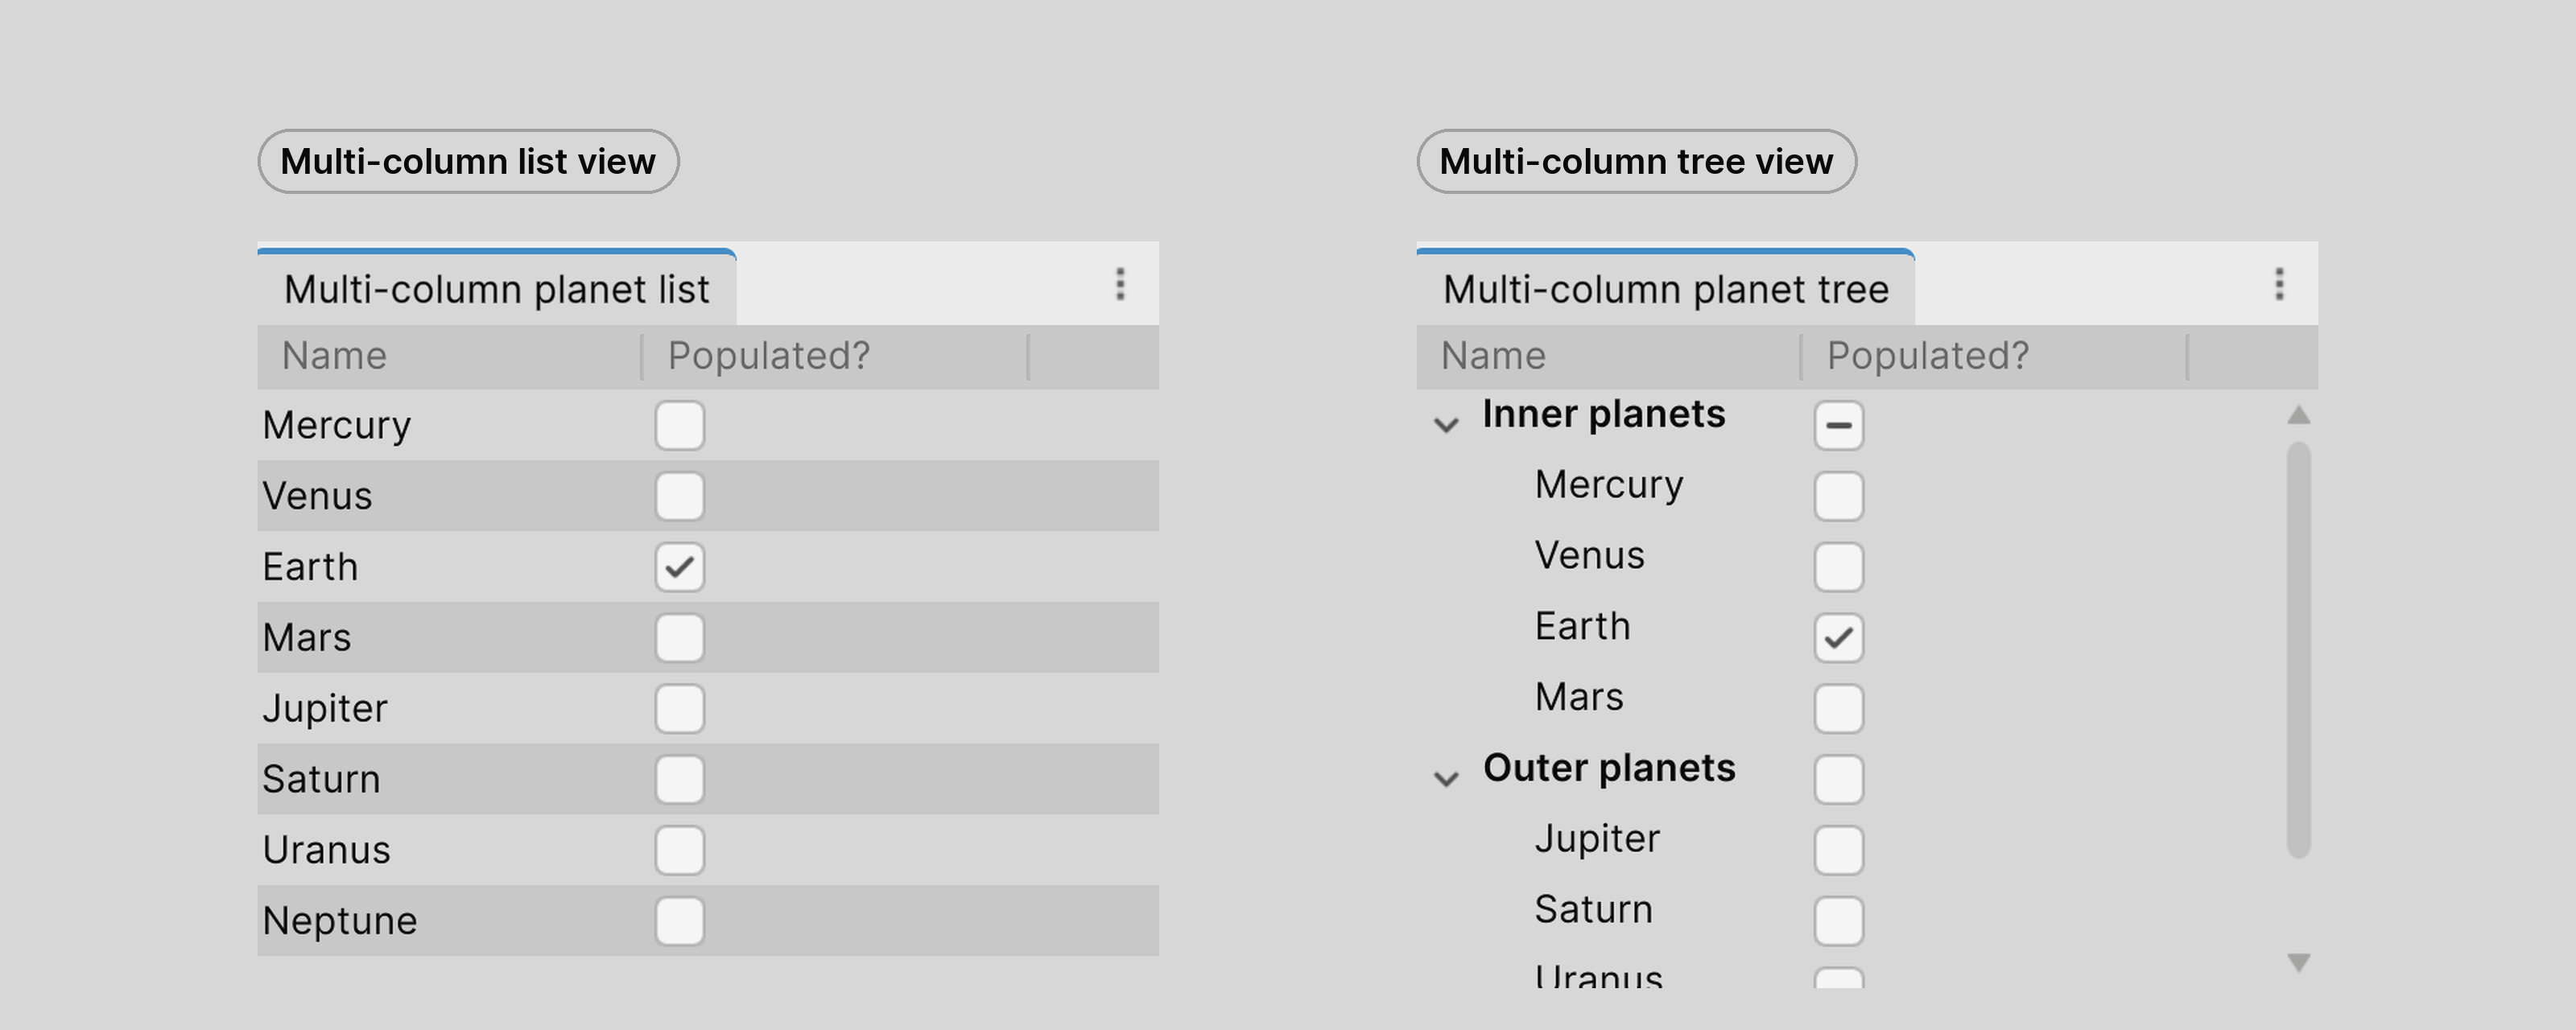 Multi-column list view
Multi-column planet list
Name Populated?
Mercury
Venus
Earth
Mars
Jupiter
Saturn
Uranus
Neptune
Multi-column tree view
Multi-column planet tree
Name Populated?
Inner planets
Mercury
Venus
Earth
Mars
Outer planets
Jupiter
Saturn
Uranus